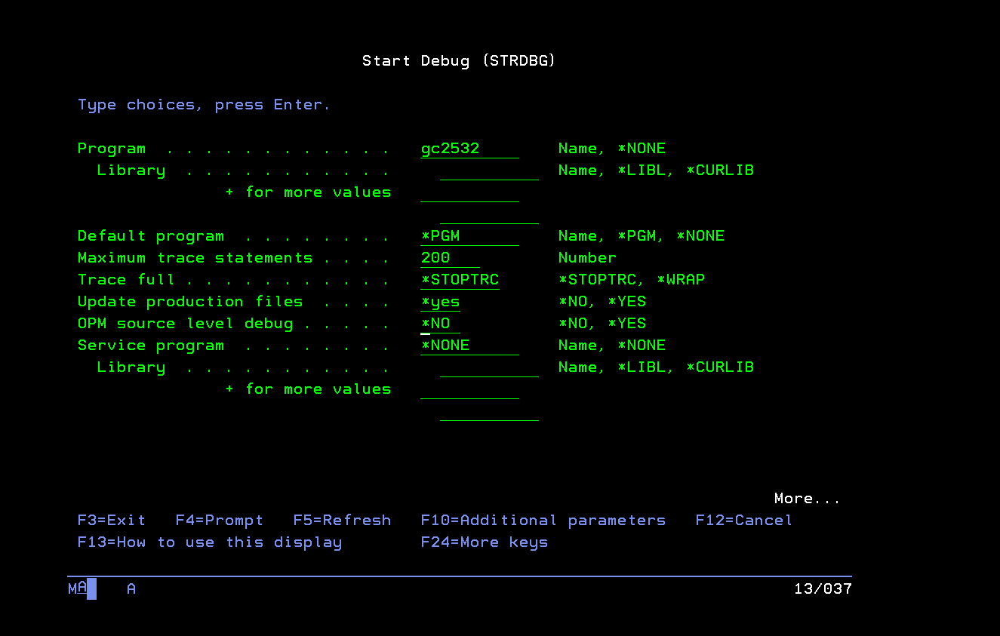 Start Debug (STRDBG)
Type choices, press Enter.
Program . . . . . . . . . . . . gc2532 Name, *NONE
Library . . . . . . . . . . . Name, *LIBL, *CURLIB
+ for more values
Default program . . . . . . . . *PGM Name, *PGM, *NONE
Maximum trace statements . . . . 200 Number
Trace full . . . . . . . . . . . *STOPTRC *STOPTRC, *WRAP
Update production files . . . . *yes *NO, *YES
OPM source level debug . . . . . *NO *NO, *YES
Service program . . . . . . . . *NONE Name, *NONE
Library . . . . . . . . . . . Name, *LIBL, *CURLIB
+ for more values
More...
F3=Exit F4=Prompt F5=Refresh F10=Additional parameters F12=Cancel
F13=How to use this display F24=More keys
MA A 13/037